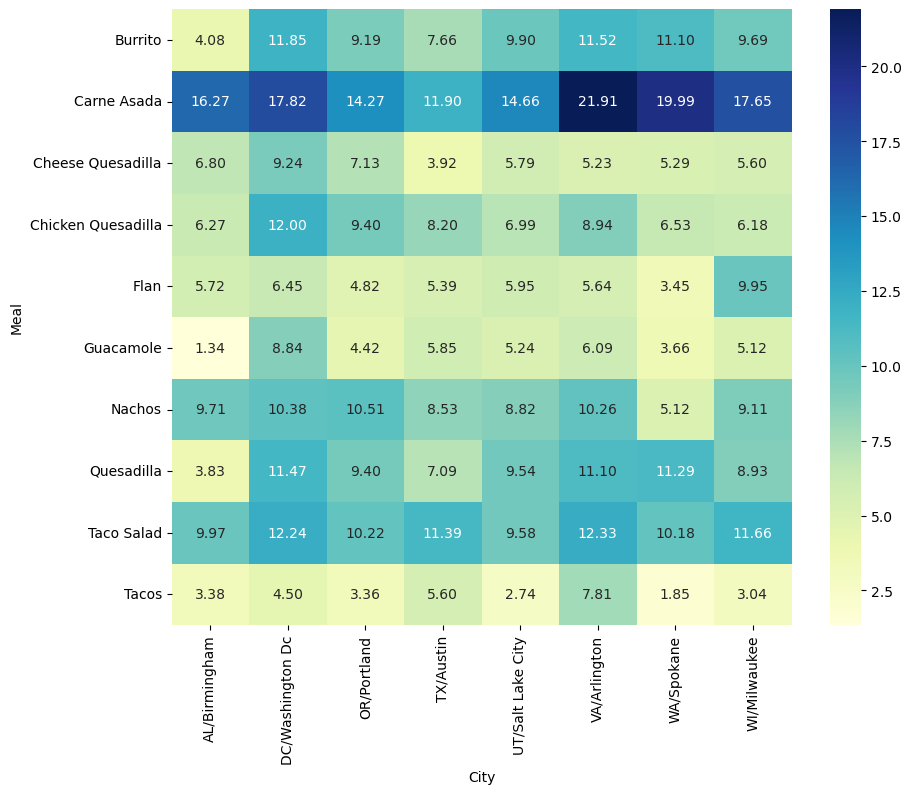 Burrito 4.08 11.85 9.19 7.66 9.90 11.52 11.10 9.69
Carne Asada 16.27 17.82 14.27 11.90 14.66 21.91 19.99 17.65
Cheese Quesadilla 6.80 9.24 7.13 3.92 5.79 5.23 5.29 5.60
Chicken Quesadilla 6.27 12.00 9.40 8.20 6.99 8.94 6.53 6.18
Flan 5.72 6.45 4.82 5.39 5.95 5.64 3.45 9.95
Guacamole 1.34 8.84 4.42 5.85 5.24 6.09 3.66 5.12
Nachos 9.71 10.38 10.51 8.53 8.82 10.26 5.12 9.11
Quesadilla 3.83 11.47 9.40 7.09 9.54 11.10 11.29 8.93
Taco Salad 9.97 12.24 10.22 11.39 9.58 12.33 10.18 11.66
Tacos 3.38 4.50 3.36 5.60 2.74 7.81 1.85 3.04
Meal
AL/Birmingham
DC/Washington Dc
OR/Portland
TX/Austin
UT/Salt Lake City
VA/Arlington
WA/Spokane
WI/Milwaukee
City
20.0
17.5
15.0
12.5
10.0
7.5
5.0
2.5